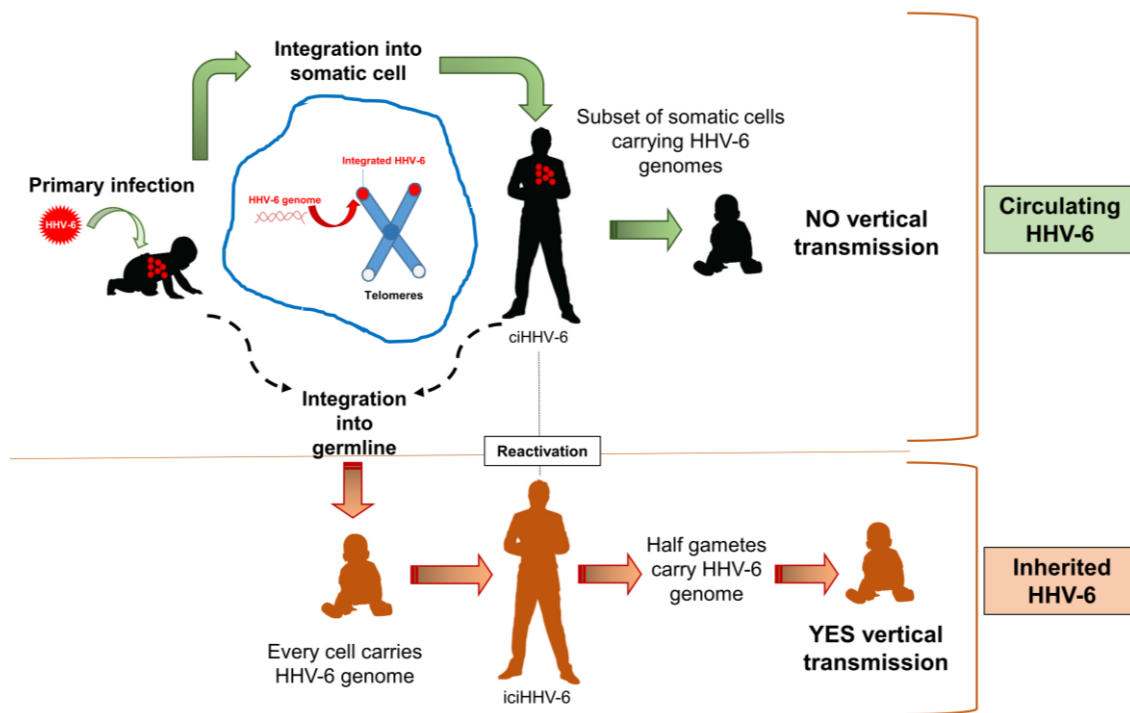 Integration into
somatic cell
Primary infection
HHV-6
Integrated HHV-6
HHV-6 genome
Telomeres
ciHHV-6
Subset of somatic cells
carrying HHV-6
genomes
NO vertical
transmission
Circulating
HHV-6
Integration
into
germline
Reactivation
Every cell carries
HHV-6 genome
iciHHV-6
Half gametes
carry HHV-6
genome
YES vertical
transmission
Inherited
HHV-6